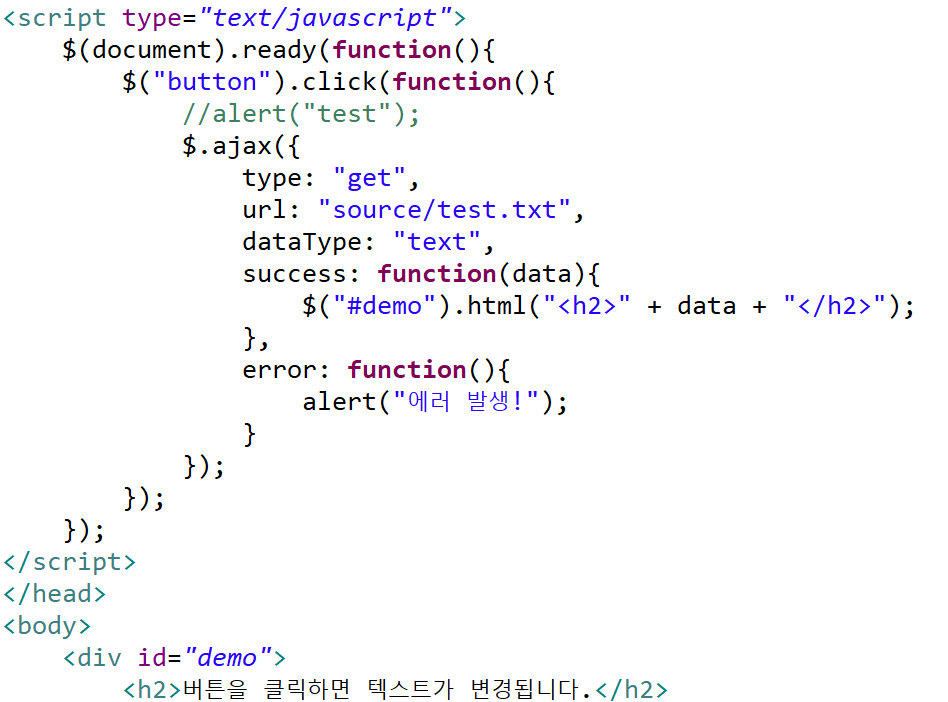 <script type="text/javascript">
    $(document).ready(function(){
        $("button").click(function(){
            //alert("test");
            $.ajax({
                type: "get",
                url: "source/test.txt",
                dataType: "text",
                success: function(data){
                    $("#demo").html("<h2>" + data + "</h2>");
                },
                error: function(){
                    alert("에러 발생!");
                }
            });
        });
    });
</script>
</head>
<body>
    <div id="demo">
        <h2>버튼을 클릭하면 텍스트가 변경됩니다.</h2>